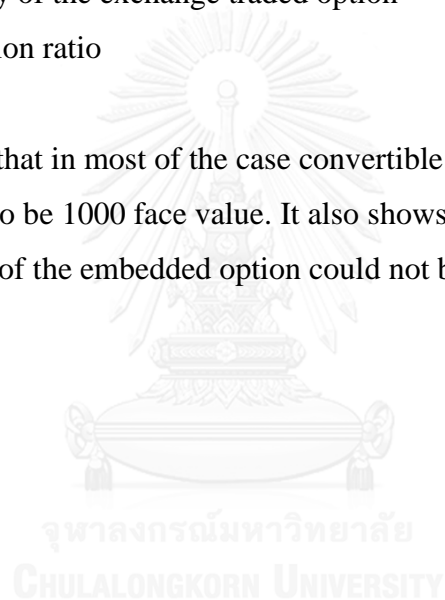 y of the exchange traded option
ion ratio
that in most of the case convertible
o be 1000 face value. It also shows
of the embedded option could not b
จุฬาลงกรณ์มหาวิทยาลัย
CHULALONGKORN UNIVERSITY